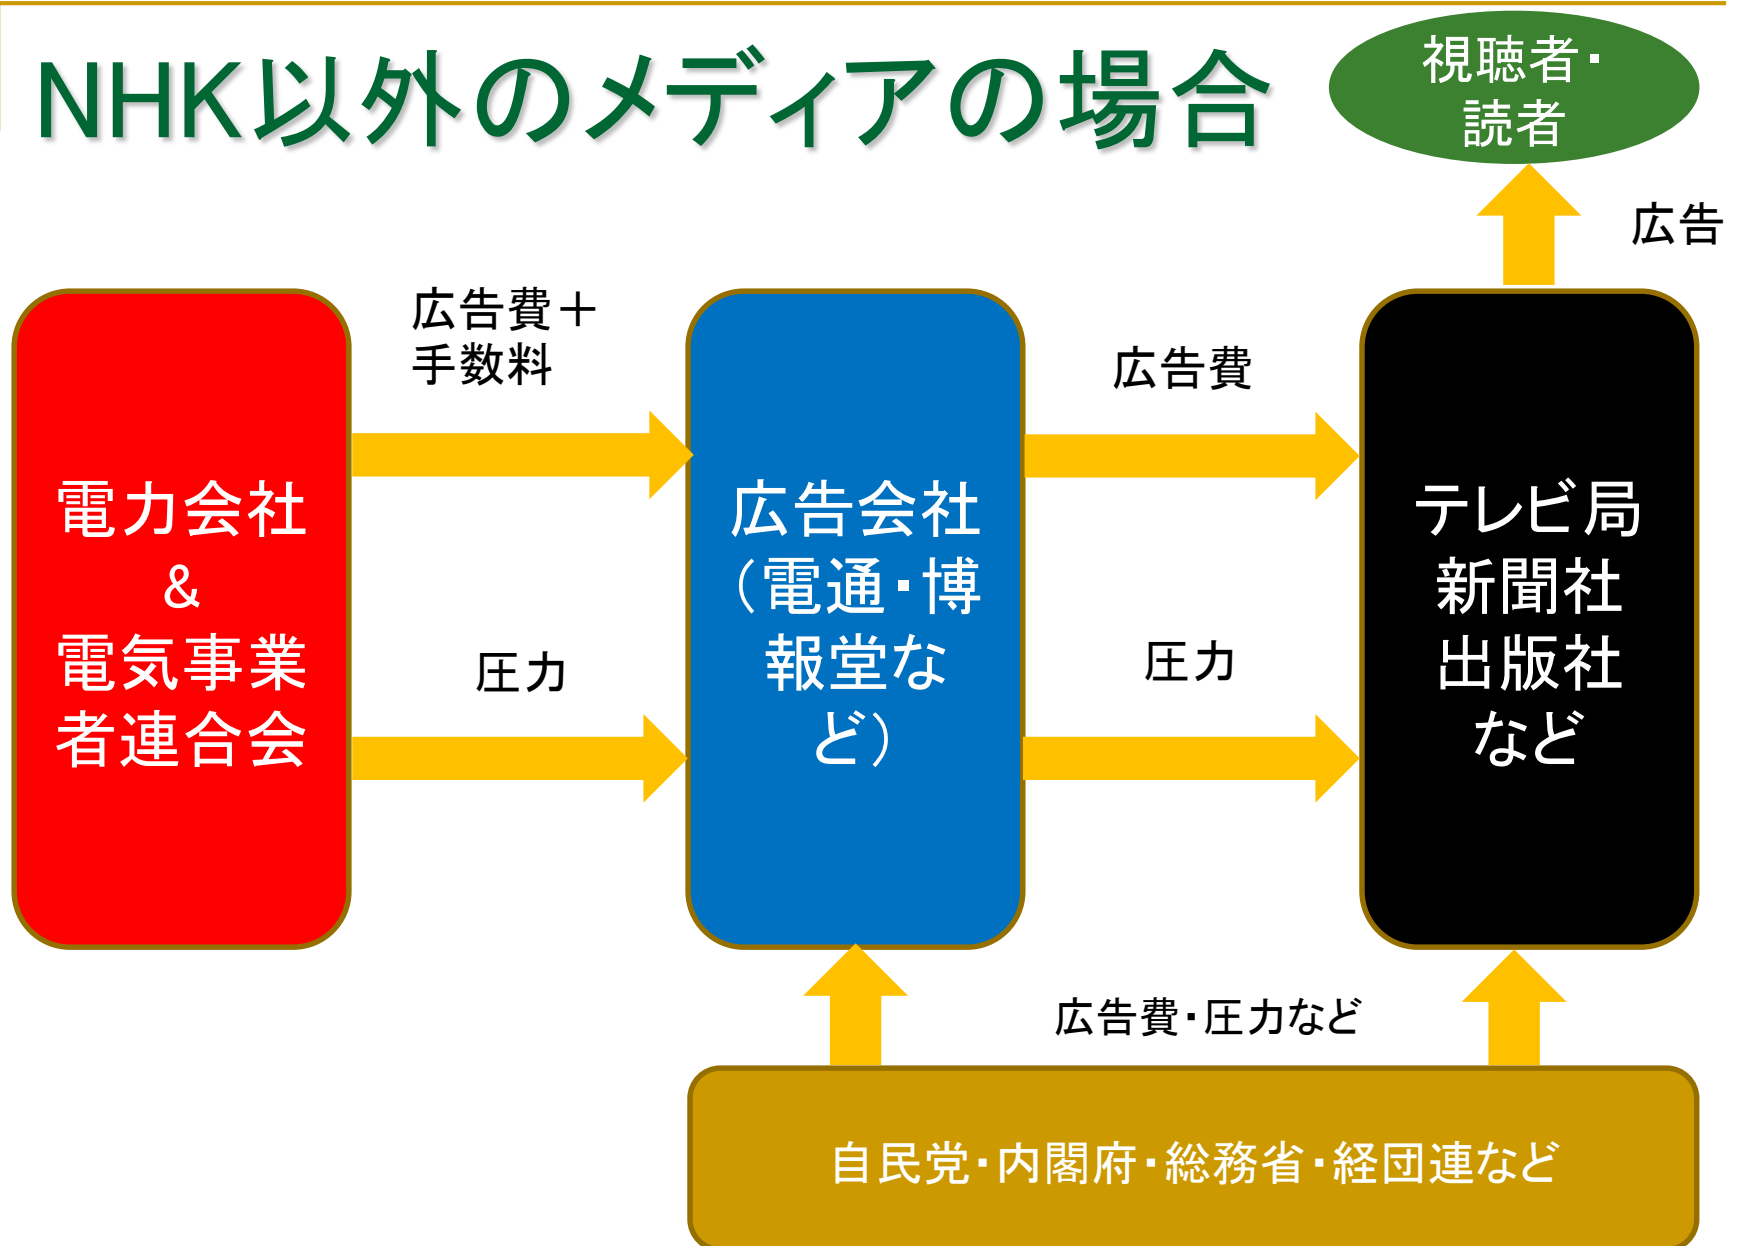 NHK以外のメディアの場合
視聴者・
読者
広告
広告費＋
手数料
広告費
電力会社
&
電気事業
者連合会
圧力
広告会社
（電通・博
報堂な
ど）
圧力
テレビ局
新聞社
出版社
など
広告費・圧力など
自民党・内閣府・総務省・経団連など